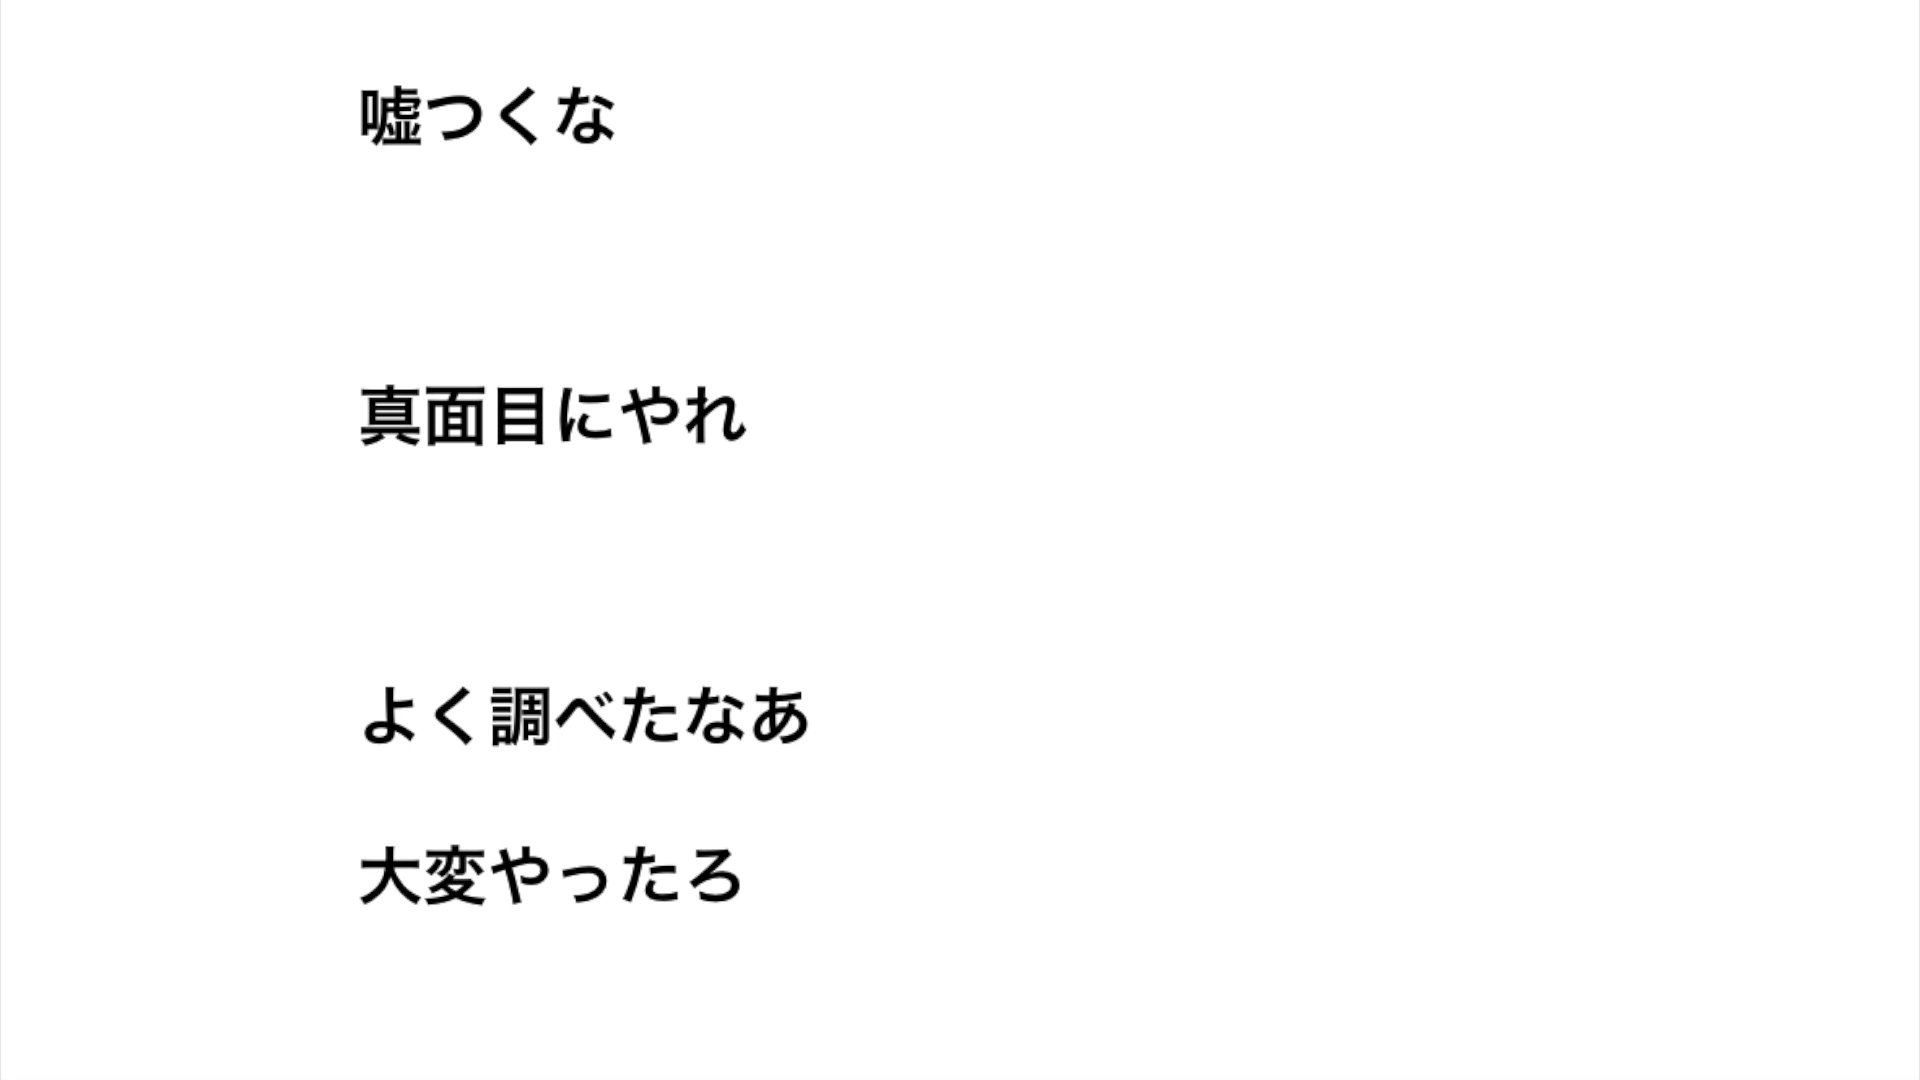 嘘つくな
真面目にやれ
よく調べたなあ
大変やったろ